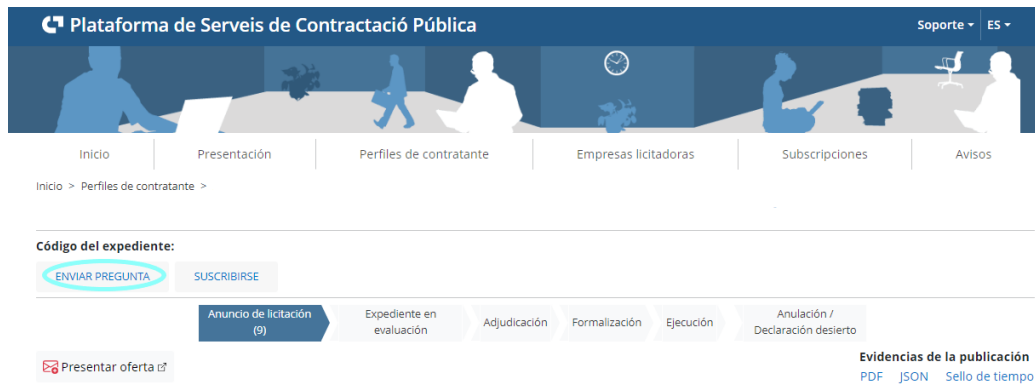 Plataforma de Serveis de Contractació Pública
Soporte ES
Inicio Presentación Perfiles de contratante Empresas licitadoras Subscripciones Avisos
Inicio > Perfiles de contratante >
Código del expediente:
ENVIAR PREGUNTA SUSCRIBIRSE
Anuncio de licitación (9)
Expediente en evaluación
Adjudicación
Formalización
Ejecución
Anulación / Declaración desierto
Presentar oferta
Evidencias de la publicación
PDF JSON Sello de tiempo